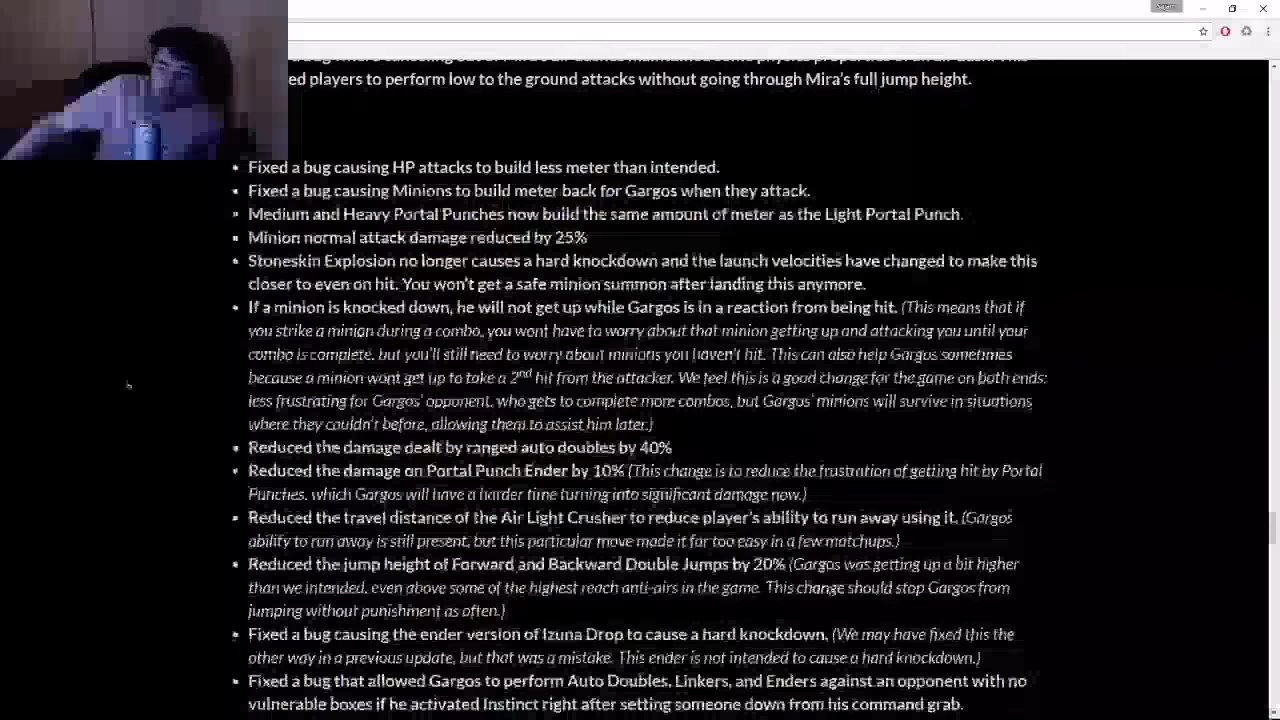 ed players to perform low to the ground attacks without going through Mira's full jump height.
Fixed a bug causing HP attacks to build less meter than intended.
Fixed a bug causing Minions to build meter back for Gargos when they attack.
Medium and Heavy Portal Punches now build the same amount of meter as the Light Portal Punch.
Minion normal attack damage reduced by 25%
Stoneskin Explosion no longer causes a hard knockdown and the launch velocities have changed to make this
closer to even on hit. You won't get a safe minion summon after landing this anymore.
If a minion is knocked down, he will not get up while Gargos is in a reaction from being hit. (This means that if
you strike a minion during a combo, you wont have to worry about that minion getting up and attacking you until your
combo is complete, but you'll still need to worry about minions you haven't hit. This can also help Gargos sometimes
because a minion wont get up to take a 2nd hit from the attacker. We feel this is a good change for the game on both ends:
less frustrating for Gargos' opponent, who gets to complete more combos, but Gargos' minions will survive in situations
where they couldn't before, allowing them to assist him later.)
Reduced the damage dealt by ranged auto doubles by 40%
Reduced the damage on Portal Punch Ender by 10% (This change is to reduce the frustration of getting hit by Portal
Punches, which Gargos will have a harder time turning into significant damage now.)
Reduced the travel distance of the Air Light Crusher to reduce player's ability to run away using it. (Gargos
ability to run away is still present, but this particular move made it far too easy in a few matchups.)
Reduced the jump height of Forward and Backward Double Jumps by 20% (Gargos was getting up a bit higher
than we intended, even above some of the highest reach anti-airs in the game. This change should stop Gargos from
jumping without punishment as often.)
Fixed a bug causing the ender version of Izuna Drop to cause a hard knockdown. (We may have fixed this the
other way in a previous update, but that was a mistake. This ender is not intended to cause a hard knockdown.)
Fixed a bug that allowed Gargos to perform Auto Doubles, Linkers, and Enders against an opponent with no
vulnerable boxes if he activated Instinct right after setting someone down from his command grab.